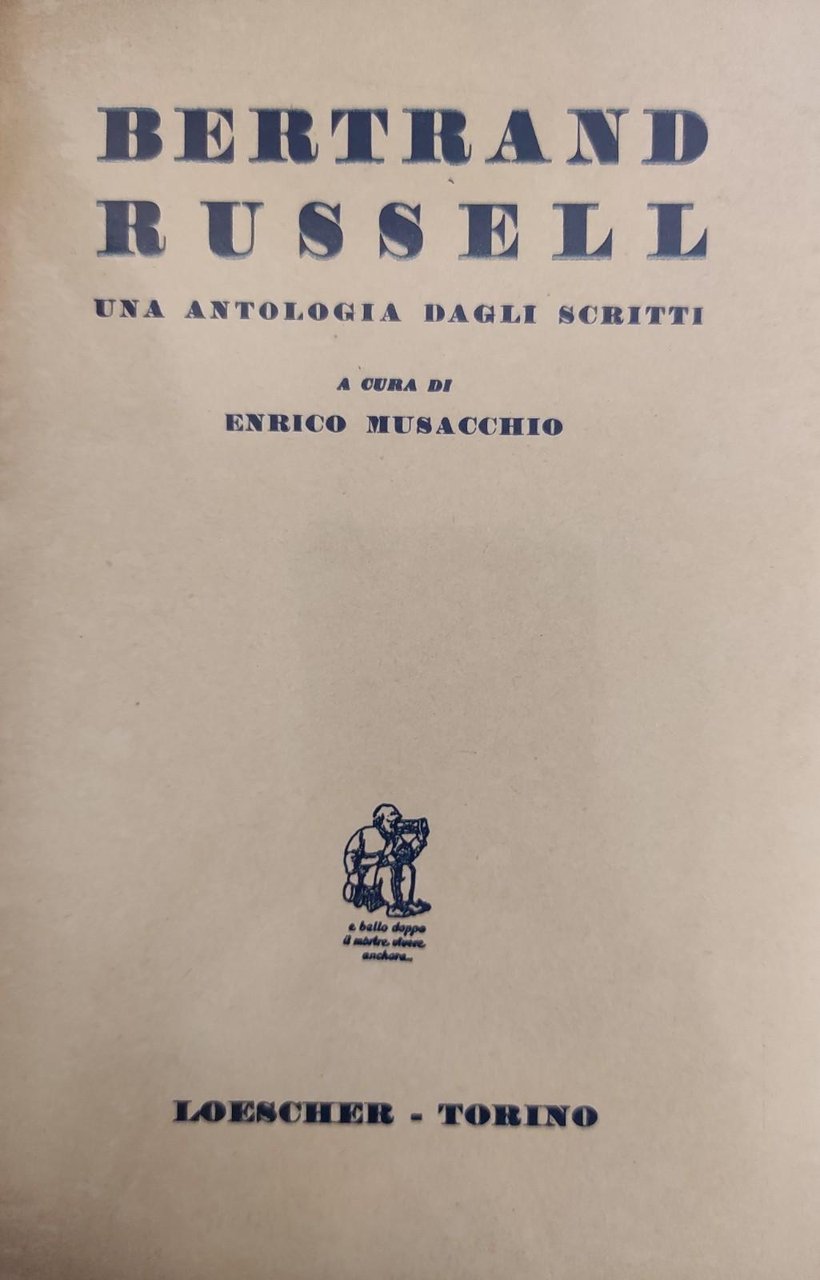 BERTRAND
RUSSELL
UNA ANTOLOGIA DAGLI SCRITTI
A CURA DI
ENRICO MUSACCHIO
e bello doppo
il morire vivere
anchora...
LOESCHER - TORINO